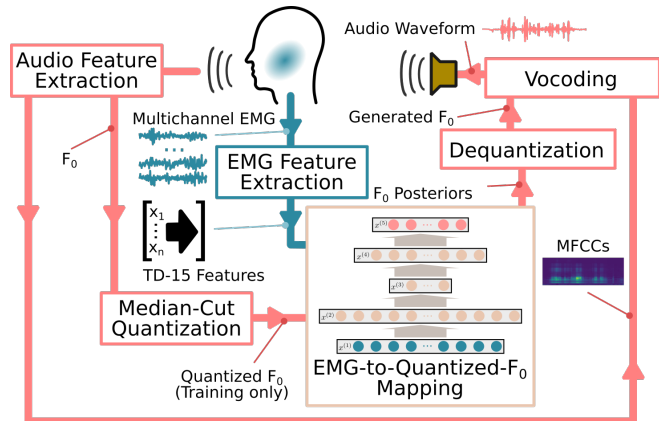 Audio Feature
Extraction
Audio Waveform
Vocoding
Multichannel EMG
Generated F₀
F₀
EMG Feature
Extraction
Dequantization
F₀ Posteriors
[x₁
...
xₙ]
TD-15 Features
x⁽⁵⁾ ...
x⁽⁴⁾ ...
x⁽³⁾ ...
x⁽²⁾ ...
x⁽¹⁾ ...
MFCCs
Median-Cut
Quantization
EMG-to-Quantized-F₀
Mapping
Quantized F₀
(Training only)